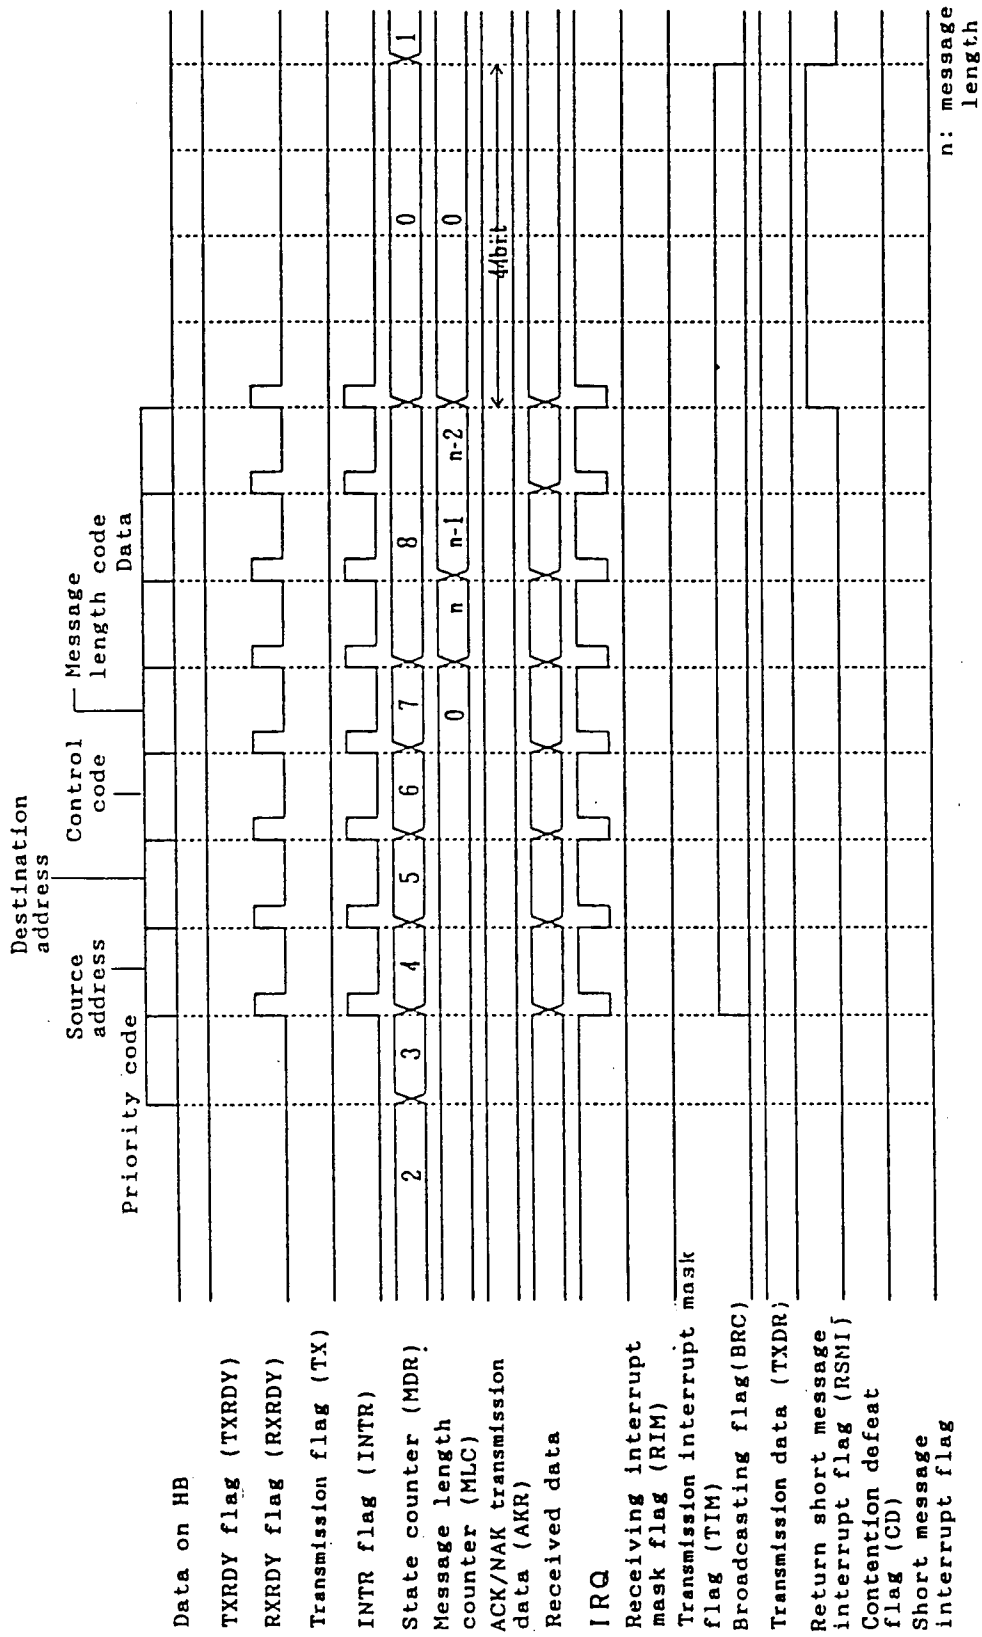 Destination
address
Priority code
Source
address
Control
code
Message
length code
Data
Data on HB
TXRDY flag (TXRDY)
RXRDY flag (RXRDY)
Transmission flag (TX)
INTR flag (INTR)
State counter (MDR)
2 3 4 5 6 7 8 0 1
Message length
counter (MLC)
0 n n-1 n-2 0
ACK/NAK transmission
data (AKR)
44bit
Received data
IRQ
Receiving interrupt
mask flag (RIM)
Transmission interrupt mask
flag (TIM)
Broadcasting flag(BRC)
Transmission data (TXDR)
Return short message
interrupt flag (RSMI)
Contention defeat
flag (CD)
Short message
interrupt flag
n: message
length